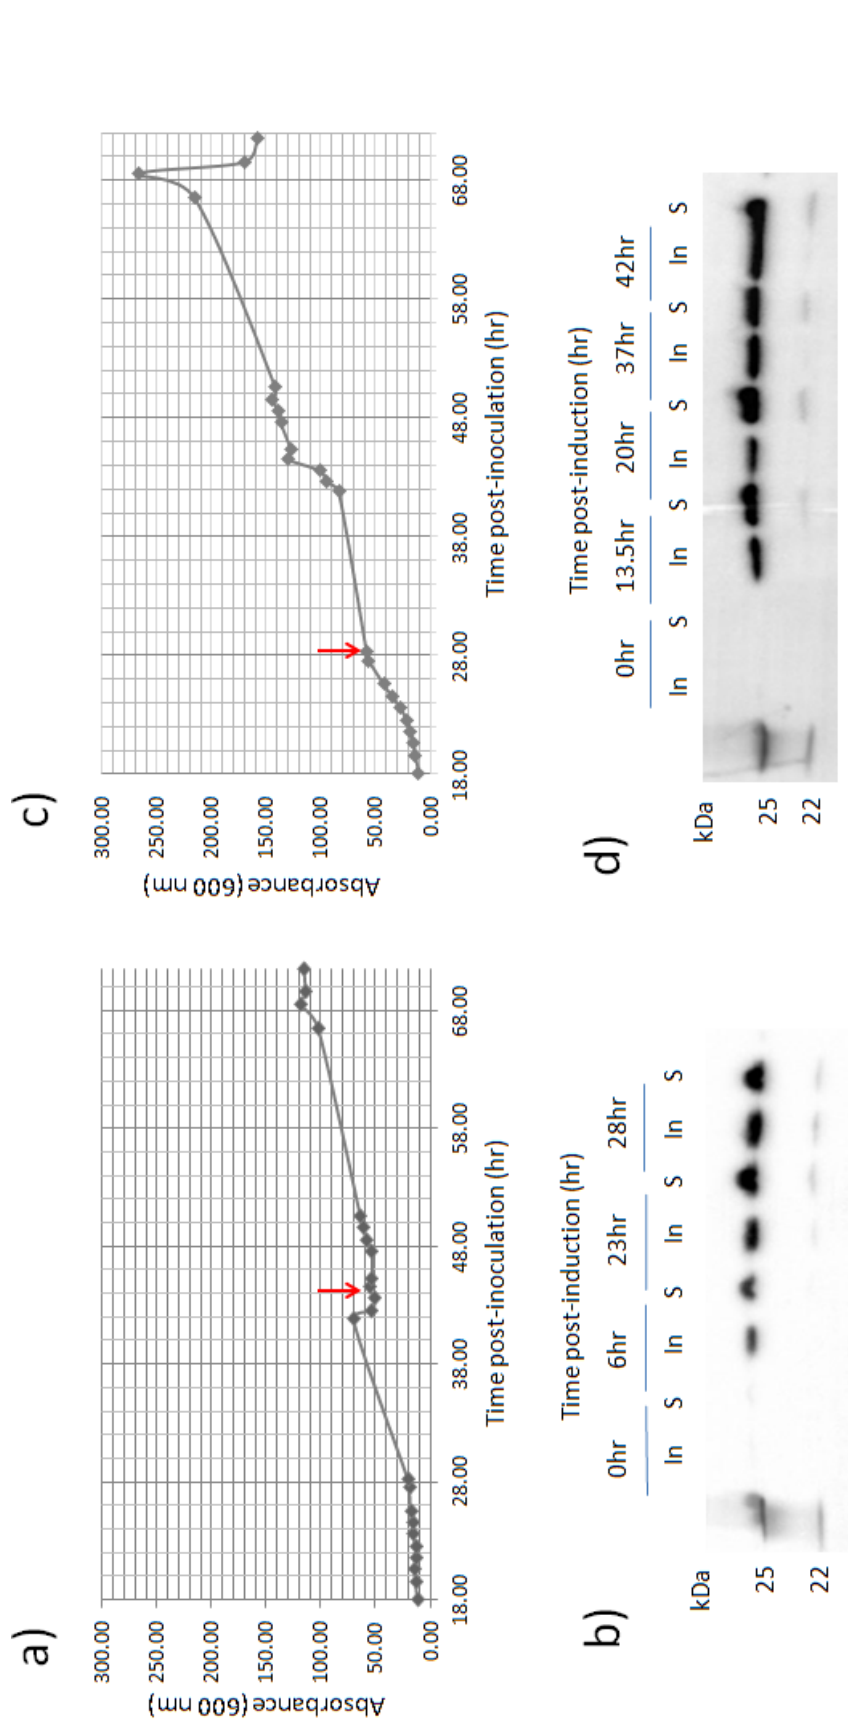 a)
300.00
250.00
200.00
150.00
100.00
50.00
0.00
Absorbance (600 nm)
18.00 28.00 38.00 48.00 58.00 68.00
Time post-inoculation (hr)
b)
Time post-induction (hr)
0hr 6hr 23hr 28hr
In S In S In S In S
kDa
25
22
c)
300.00
250.00
200.00
150.00
100.00
50.00
0.00
Absorbance (600 nm)
18.00 28.00 38.00 48.00 58.00 68.00
Time post-inoculation (hr)
d)
Time post-induction (hr)
0hr 13.5hr 20hr 37hr 42hr
In S In S In S In S In S
kDa
25
22